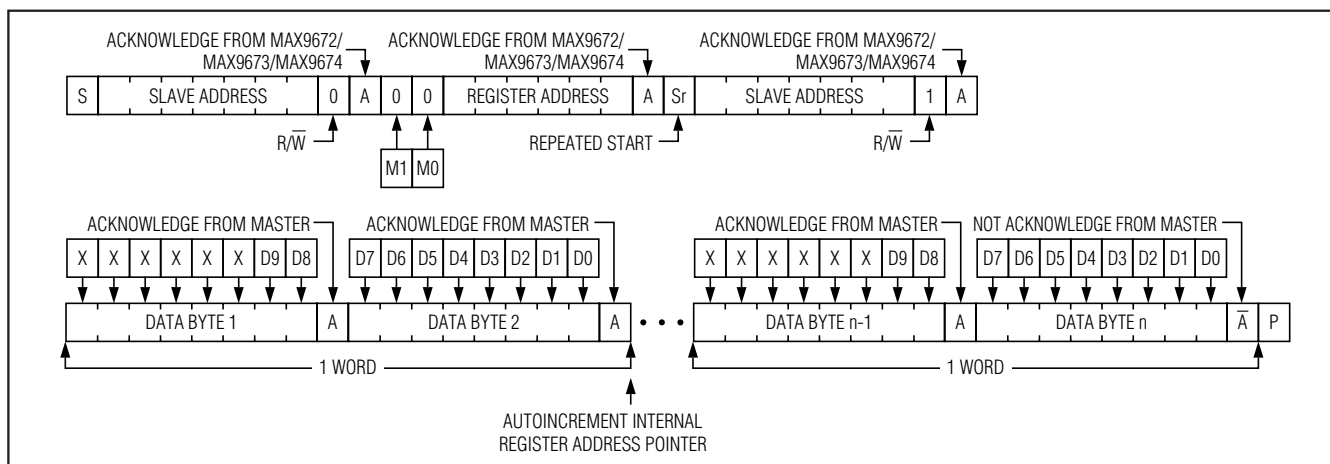 ACKNOWLEDGE FROM MAX9672/ ACKNOWLEDGE FROM MAX9672/ ACKNOWLEDGE FROM MAX9672/
MAX9673/MAX9674 MAX9673/MAX9674 MAX9673/MAX9674
S SLAVE ADDRESS 0 A 0 0 REGISTER ADDRESS A Sr SLAVE ADDRESS 1 A
R/W̅ REPEATED START R/W̅
M1 M0
ACKNOWLEDGE FROM MASTER ACKNOWLEDGE FROM MASTER ACKNOWLEDGE FROM MASTER NOT ACKNOWLEDGE FROM MASTER
X X X X X X D9 D8 D7 D6 D5 D4 D3 D2 D1 D0 X X X X X X D9 D8 D7 D6 D5 D4 D3 D2 D1 D0
DATA BYTE 1 A DATA BYTE 2 A • • • DATA BYTE n-1 A DATA BYTE n A̅ P
1 WORD 1 WORD
AUTOINCREMENT INTERNAL
REGISTER ADDRESS POINTER